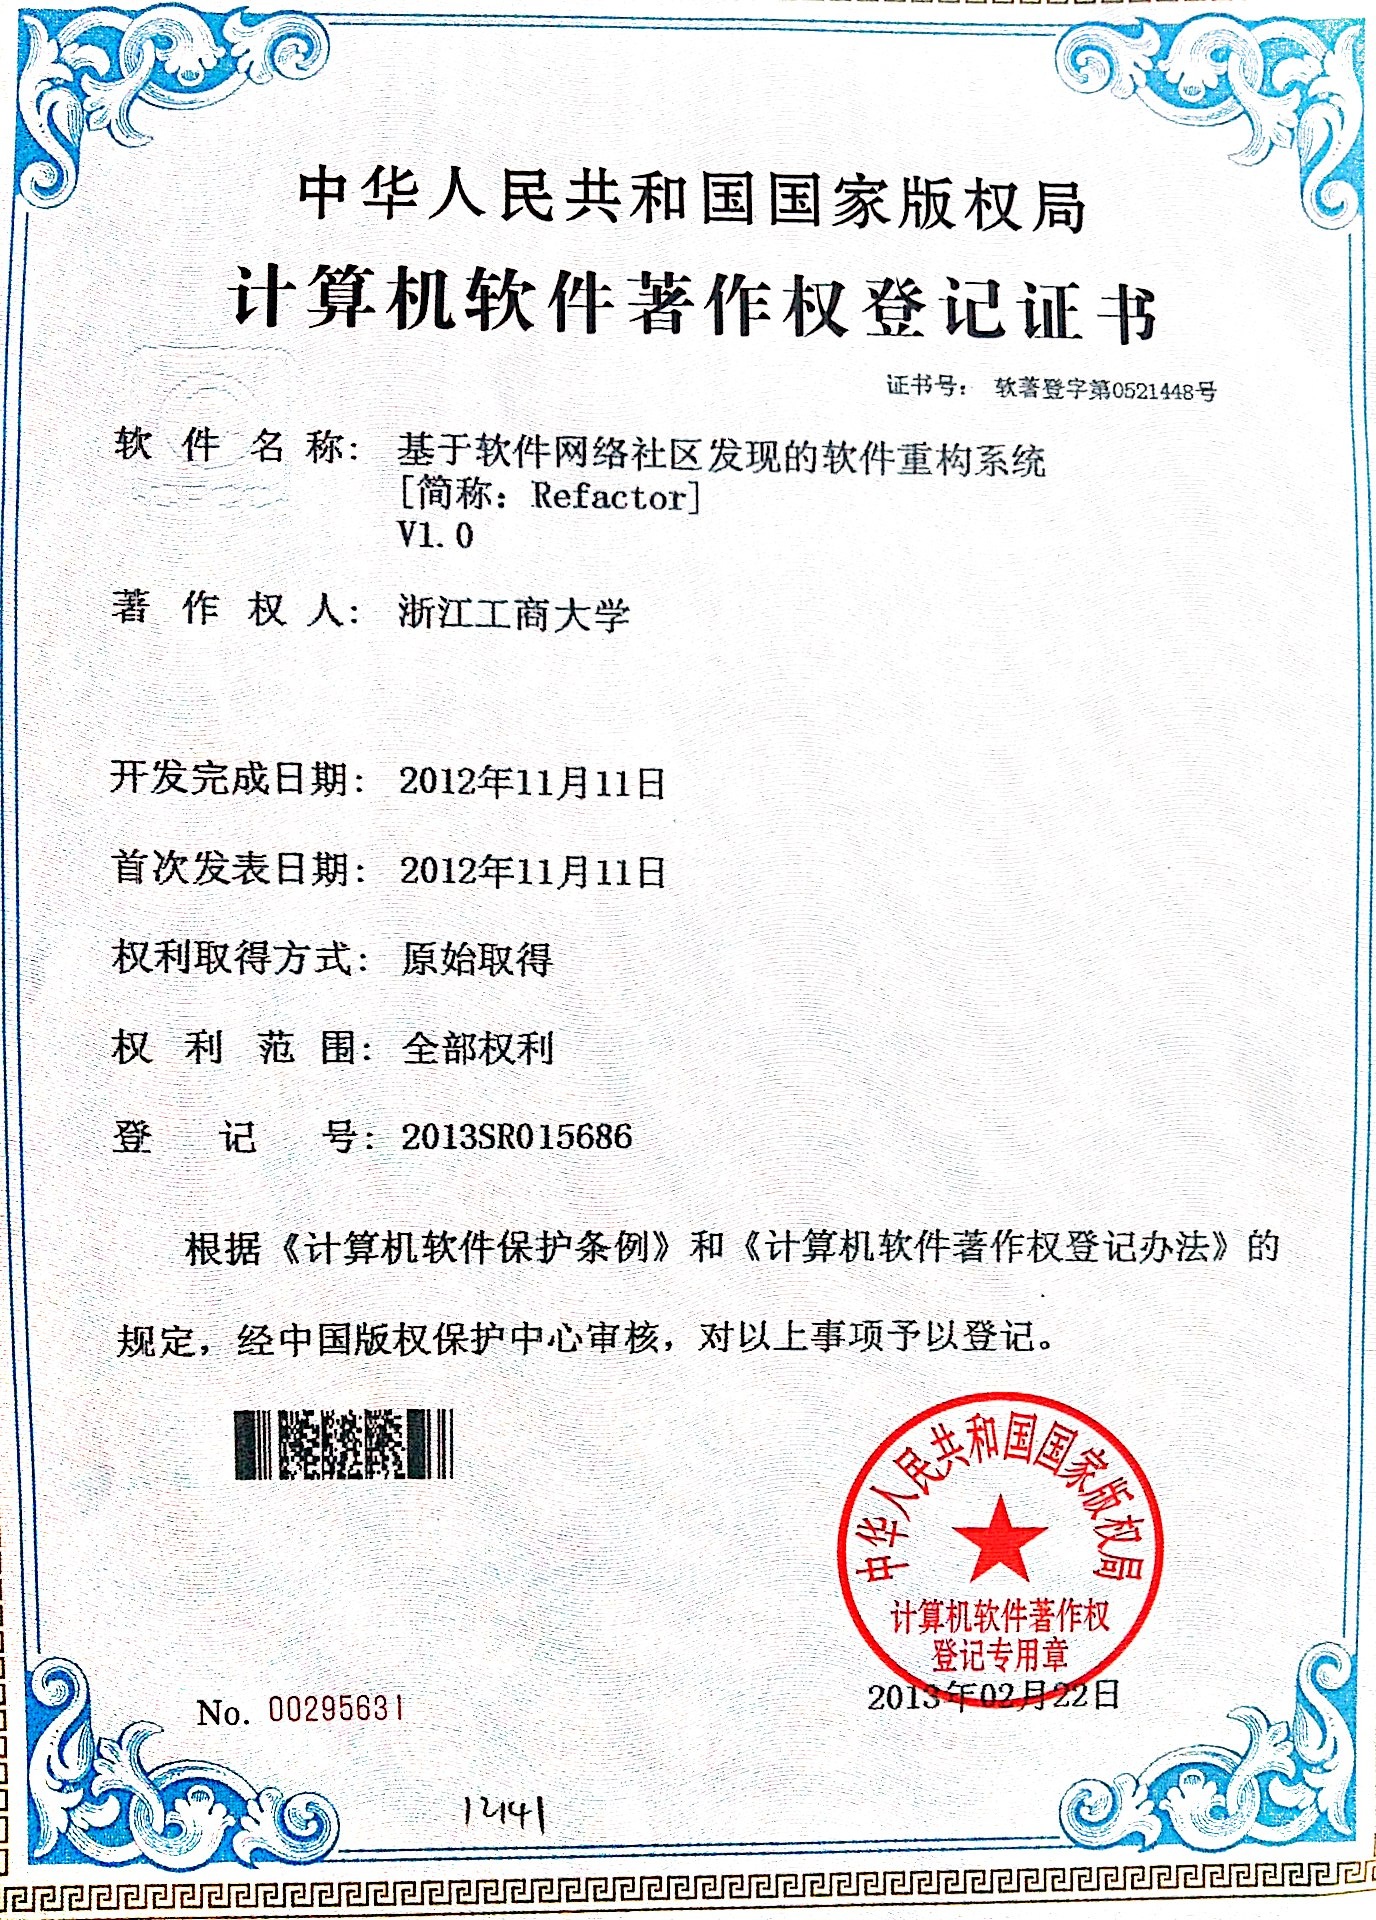 中华人民共和国国家版权局
计算机软件著作权登记证书
证书号： 软著登字第0521448号
软件名称： 基于软件网络社区发现的软件重构系统
[简称：Refactor]
V1.0
著作权人： 浙江工商大学
开发完成日期： 2012年11月11日
首次发表日期： 2012年11月11日
权利取得方式： 原始取得
权利范围： 全部权利
登记号： 2013SR015686
根据《计算机软件保护条例》和《计算机软件著作权登记办法》的
规定，经中国版权保护中心审核，对以上事项予以登记。
中华人民共和国国家版权局
计算机软件著作权
登记专用章
2013年02月22日
No. 00295631
12141